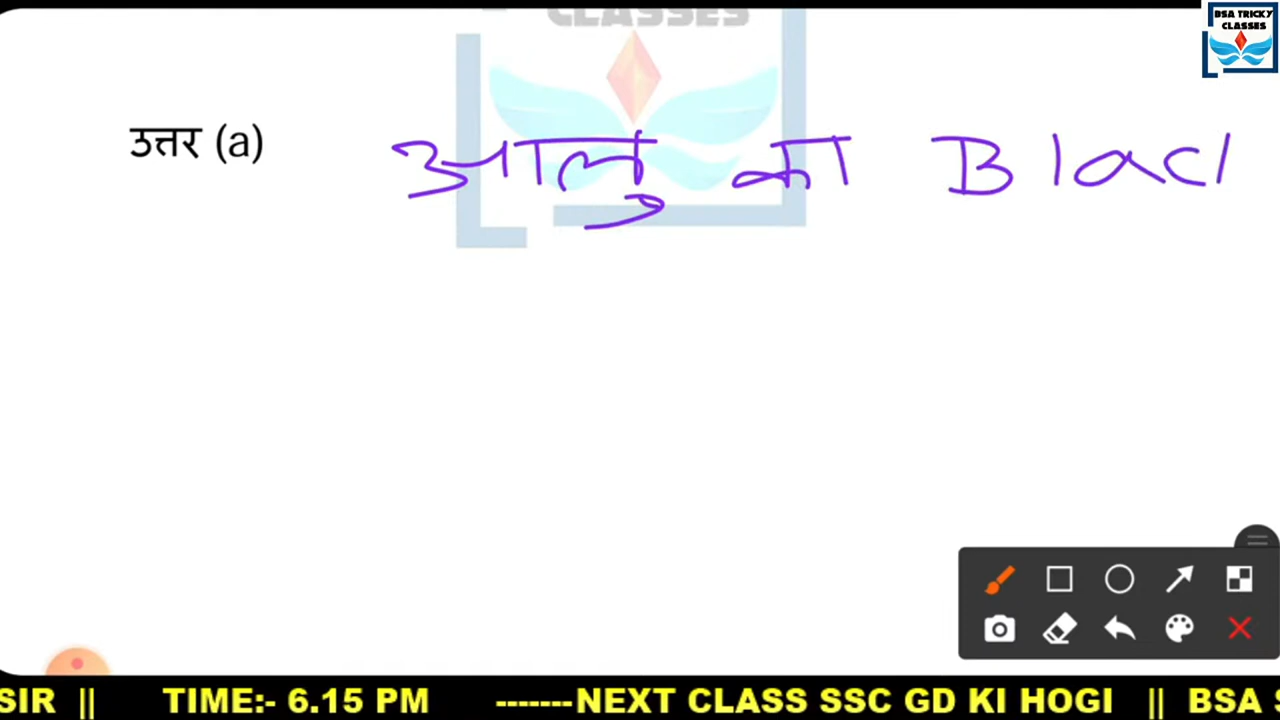 CLASSES
BSA TRICKY
CLASSES
उत्तर (a) आलु का Blacl
SIR || TIME:- 6.15 PM -------NEXT CLASS SSC GD KI HOGI || BSA S